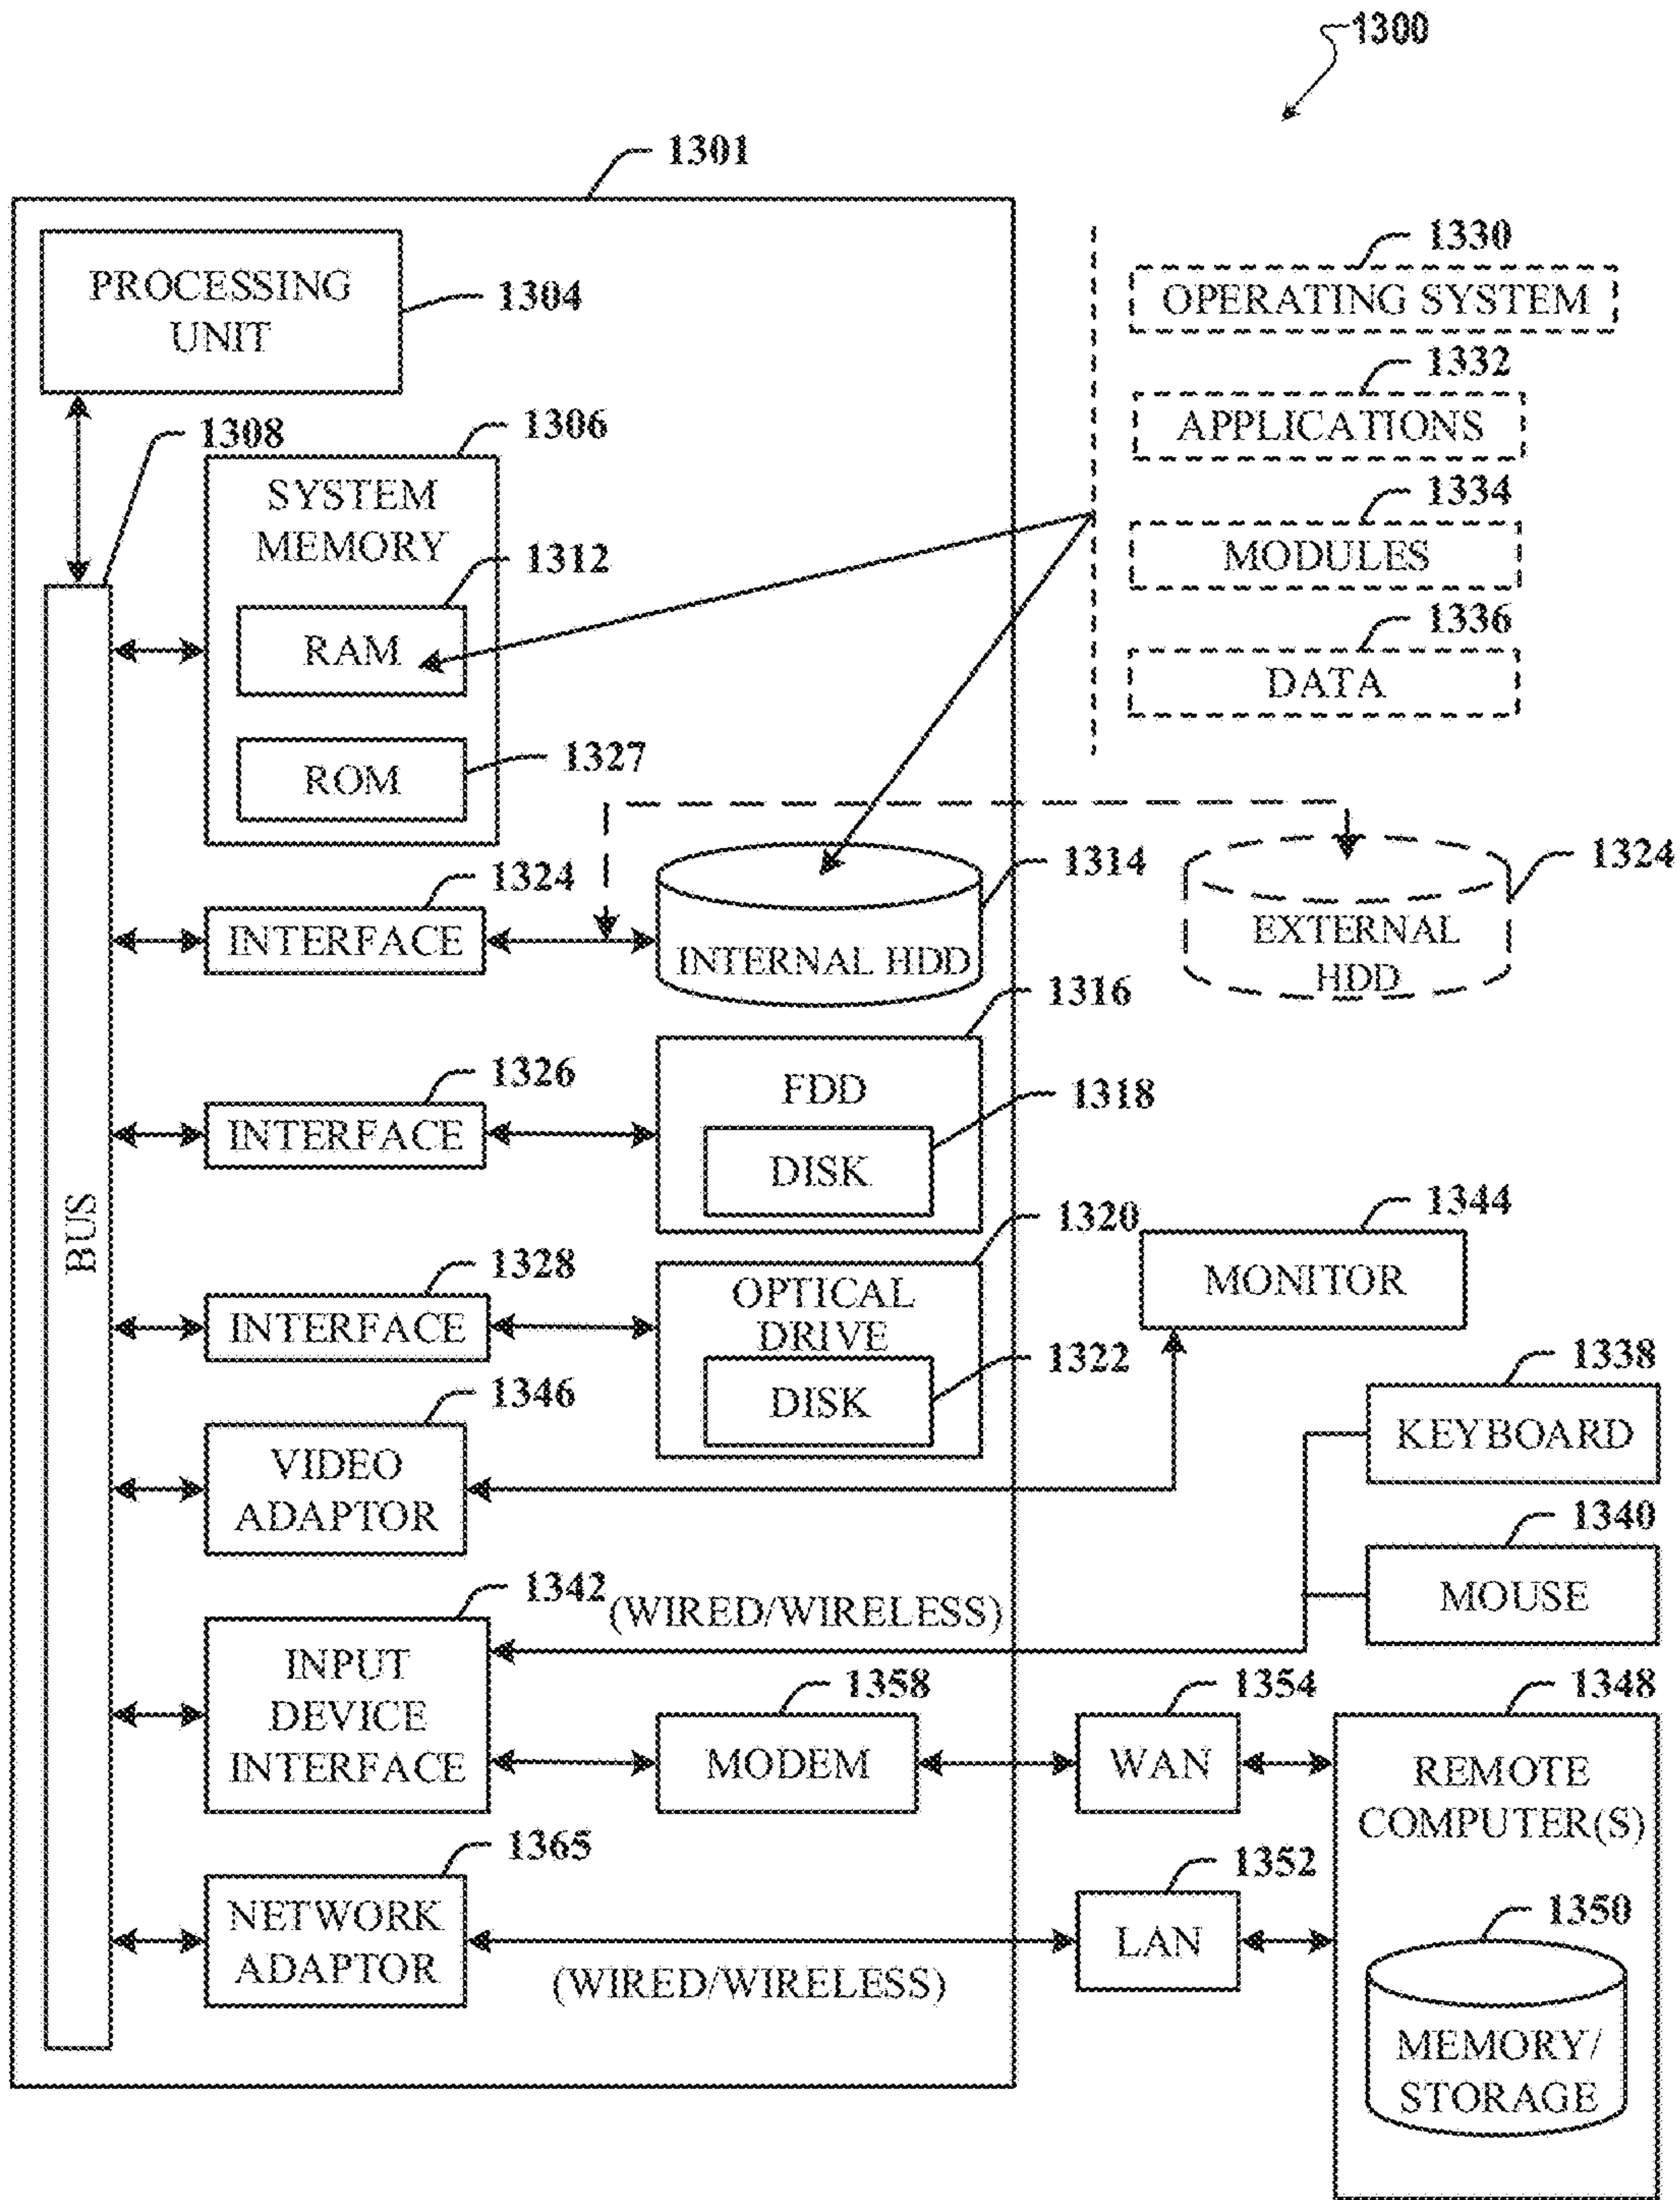 1300
1301
PROCESSING
UNIT
1304
1330
OPERATING SYSTEM
1332
APPLICATIONS
1334
MODULES
1336
DATA
1308
1306
SYSTEM
MEMORY
1312
RAM
1327
ROM
1324
INTERFACE
1314
INTERNAL HDD
1324
EXTERNAL
HDD
1316
FDD
1326
INTERFACE
1318
DISK
BUS
1320
OPTICAL
DRIVE
1328
INTERFACE
1322
DISK
1344
MONITOR
1346
VIDEO
ADAPTOR
1338
KEYBOARD
1340
MOUSE
1342
(WIRED/WIRELESS)
INPUT
DEVICE
INTERFACE
1358
MODEM
1354
WAN
1348
REMOTE
COMPUTER(S)
1365
NETWORK
ADAPTOR
(WIRED/WIRELESS)
1352
LAN
1350
MEMORY/
STORAGE